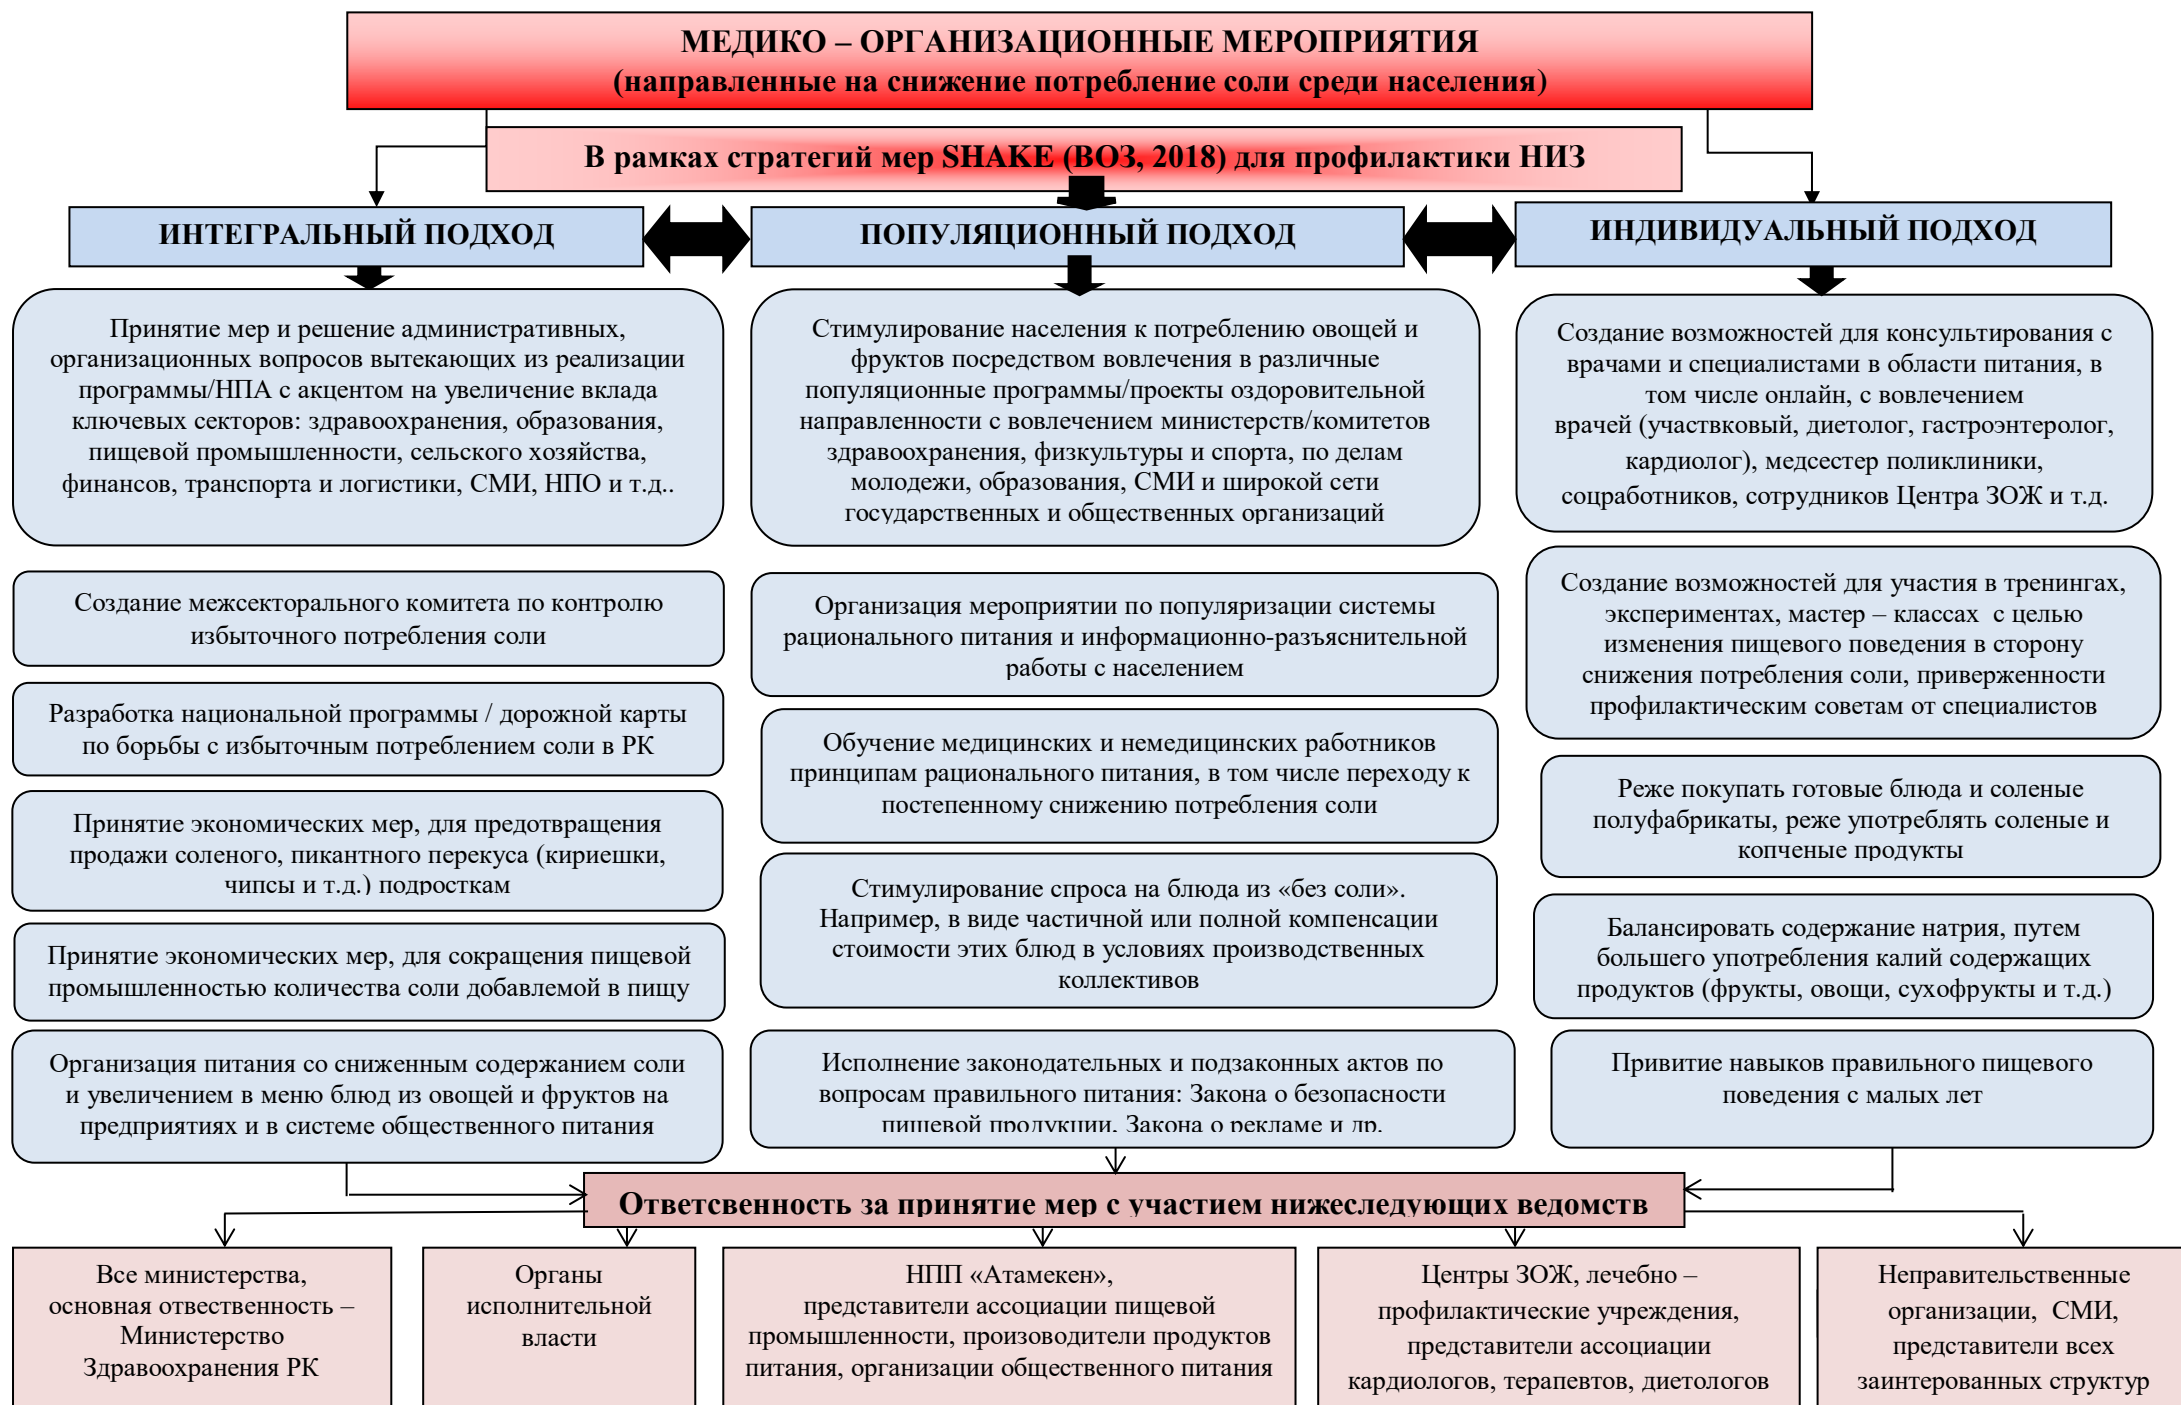 МЕДИКО – ОРГАНИЗАЦИОННЫЕ МЕРОПРИЯТИЯ
(направленные на снижение потребление соли среди населения)
В рамках стратегий мер SHAKE (ВОЗ, 2018) для профилактики НИЗ
ИНТЕГРАЛЬНЫЙ ПОДХОД
ПОПУЛЯЦИОННЫЙ ПОДХОД
ИНДИВИДУАЛЬНЫЙ ПОДХОД
Принятие мер и решение административных,
организационных вопросов вытекающих из реализации
программы/НПА с акцентом на увеличение вклада
ключевых секторов: здравоохранения, образования,
пищевой промышленности, сельского хозяйства,
финансов, транспорта и логистики, СМИ, НПО и т.д..
Создание межсекторального комитета по контролю
избыточного потребления соли
Разработка национальной программы / дорожной карты
по борьбы с избыточным потреблением соли в РК
Принятие экономических мер, для предотвращения
продажи соленого, пикантного перекуса (кириешки,
чипсы и т.д.) подросткам
Принятие экономических мер, для сокращения пищевой
промышленностью количества соли добавлемой в пищу
Организация питания со сниженным содержанием соли
и увеличением в меню блюд из овощей и фруктов на
предприятиях и в системе общественного питания
Стимулирование населения к потреблению овощей и
фруктов посредством вовлечения в различные
популяционные программы/проекты оздоровительной
направленности с вовлечением министерств/комитетов
здравоохранения, физкультуры и спорта, по делам
молодежи, образования, СМИ и широкой сети
государственных и общественных организаций
Организация мероприятии по популяризации системы
рационального питания и информационно-разъяснительной
работы с населением
Обучение медицинских и немедицинских работников
принципам рационального питания, в том числе переходу к
постепенному снижению потребления соли
Стимулирование спроса на блюда из «без соли».
Например, в виде частичной или полной компенсации
стоимости этих блюд в условиях производственных
коллективов
Исполнение законодательных и подзаконных актов по
вопросам правильного питания: Закона о безопасности
пищевой продукции, Закона о рекламе и др.
Создание возможностей для консультирования с
врачами и специалистами в области питания, в
том числе онлайн, с вовлечением
врачей (участвковый, диетолог, гастроэнтеролог,
кардиолог), медсестер поликлиники,
соцработников, сотрудников Центра ЗОЖ и т.д.
Создание возможностей для участия в тренингах,
экспериментах, мастер – классах с целью
изменения пищевого поведения в сторону
снижения потребления соли, приверженности
профилактическим советам от специалистов
Реже покупать готовые блюда и соленые
полуфабрикаты, реже употреблять соленые и
копченые продукты
Балансировать содержание натрия, путем
большего употребления калий содержащих
продуктов (фрукты, овощи, сухофрукты и т.д.)
Привитие навыков правильного пищевого
поведения с малых лет
Ответсвенность за принятие мер с участием нижеследующих ведомств
Все министерства,
основная отвественность –
Министерство
Здравоохранения РК
Органы
исполнительной
власти
НПП «Атамекен»,
представители ассоциации пищевой
промышленности, произоводители продуктов
питания, организации общественного питания
Центры ЗОЖ, лечебно –
профилактические учреждения,
представители ассоциации
кардиологов, терапевтов, диетологов
Неправительственные
организации, СМИ,
представители всех
заинтерованных структур